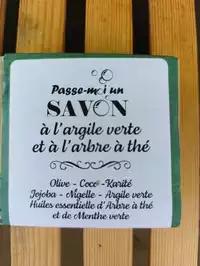 Passe-moi un
SAVON
à l'argile verte
et à l'arbre à thé
Olive - Coco - Karité
Jojoba - Nigelle - Argile verte
Huiles essentielles d'Arbre à thé
et de Menthe verte